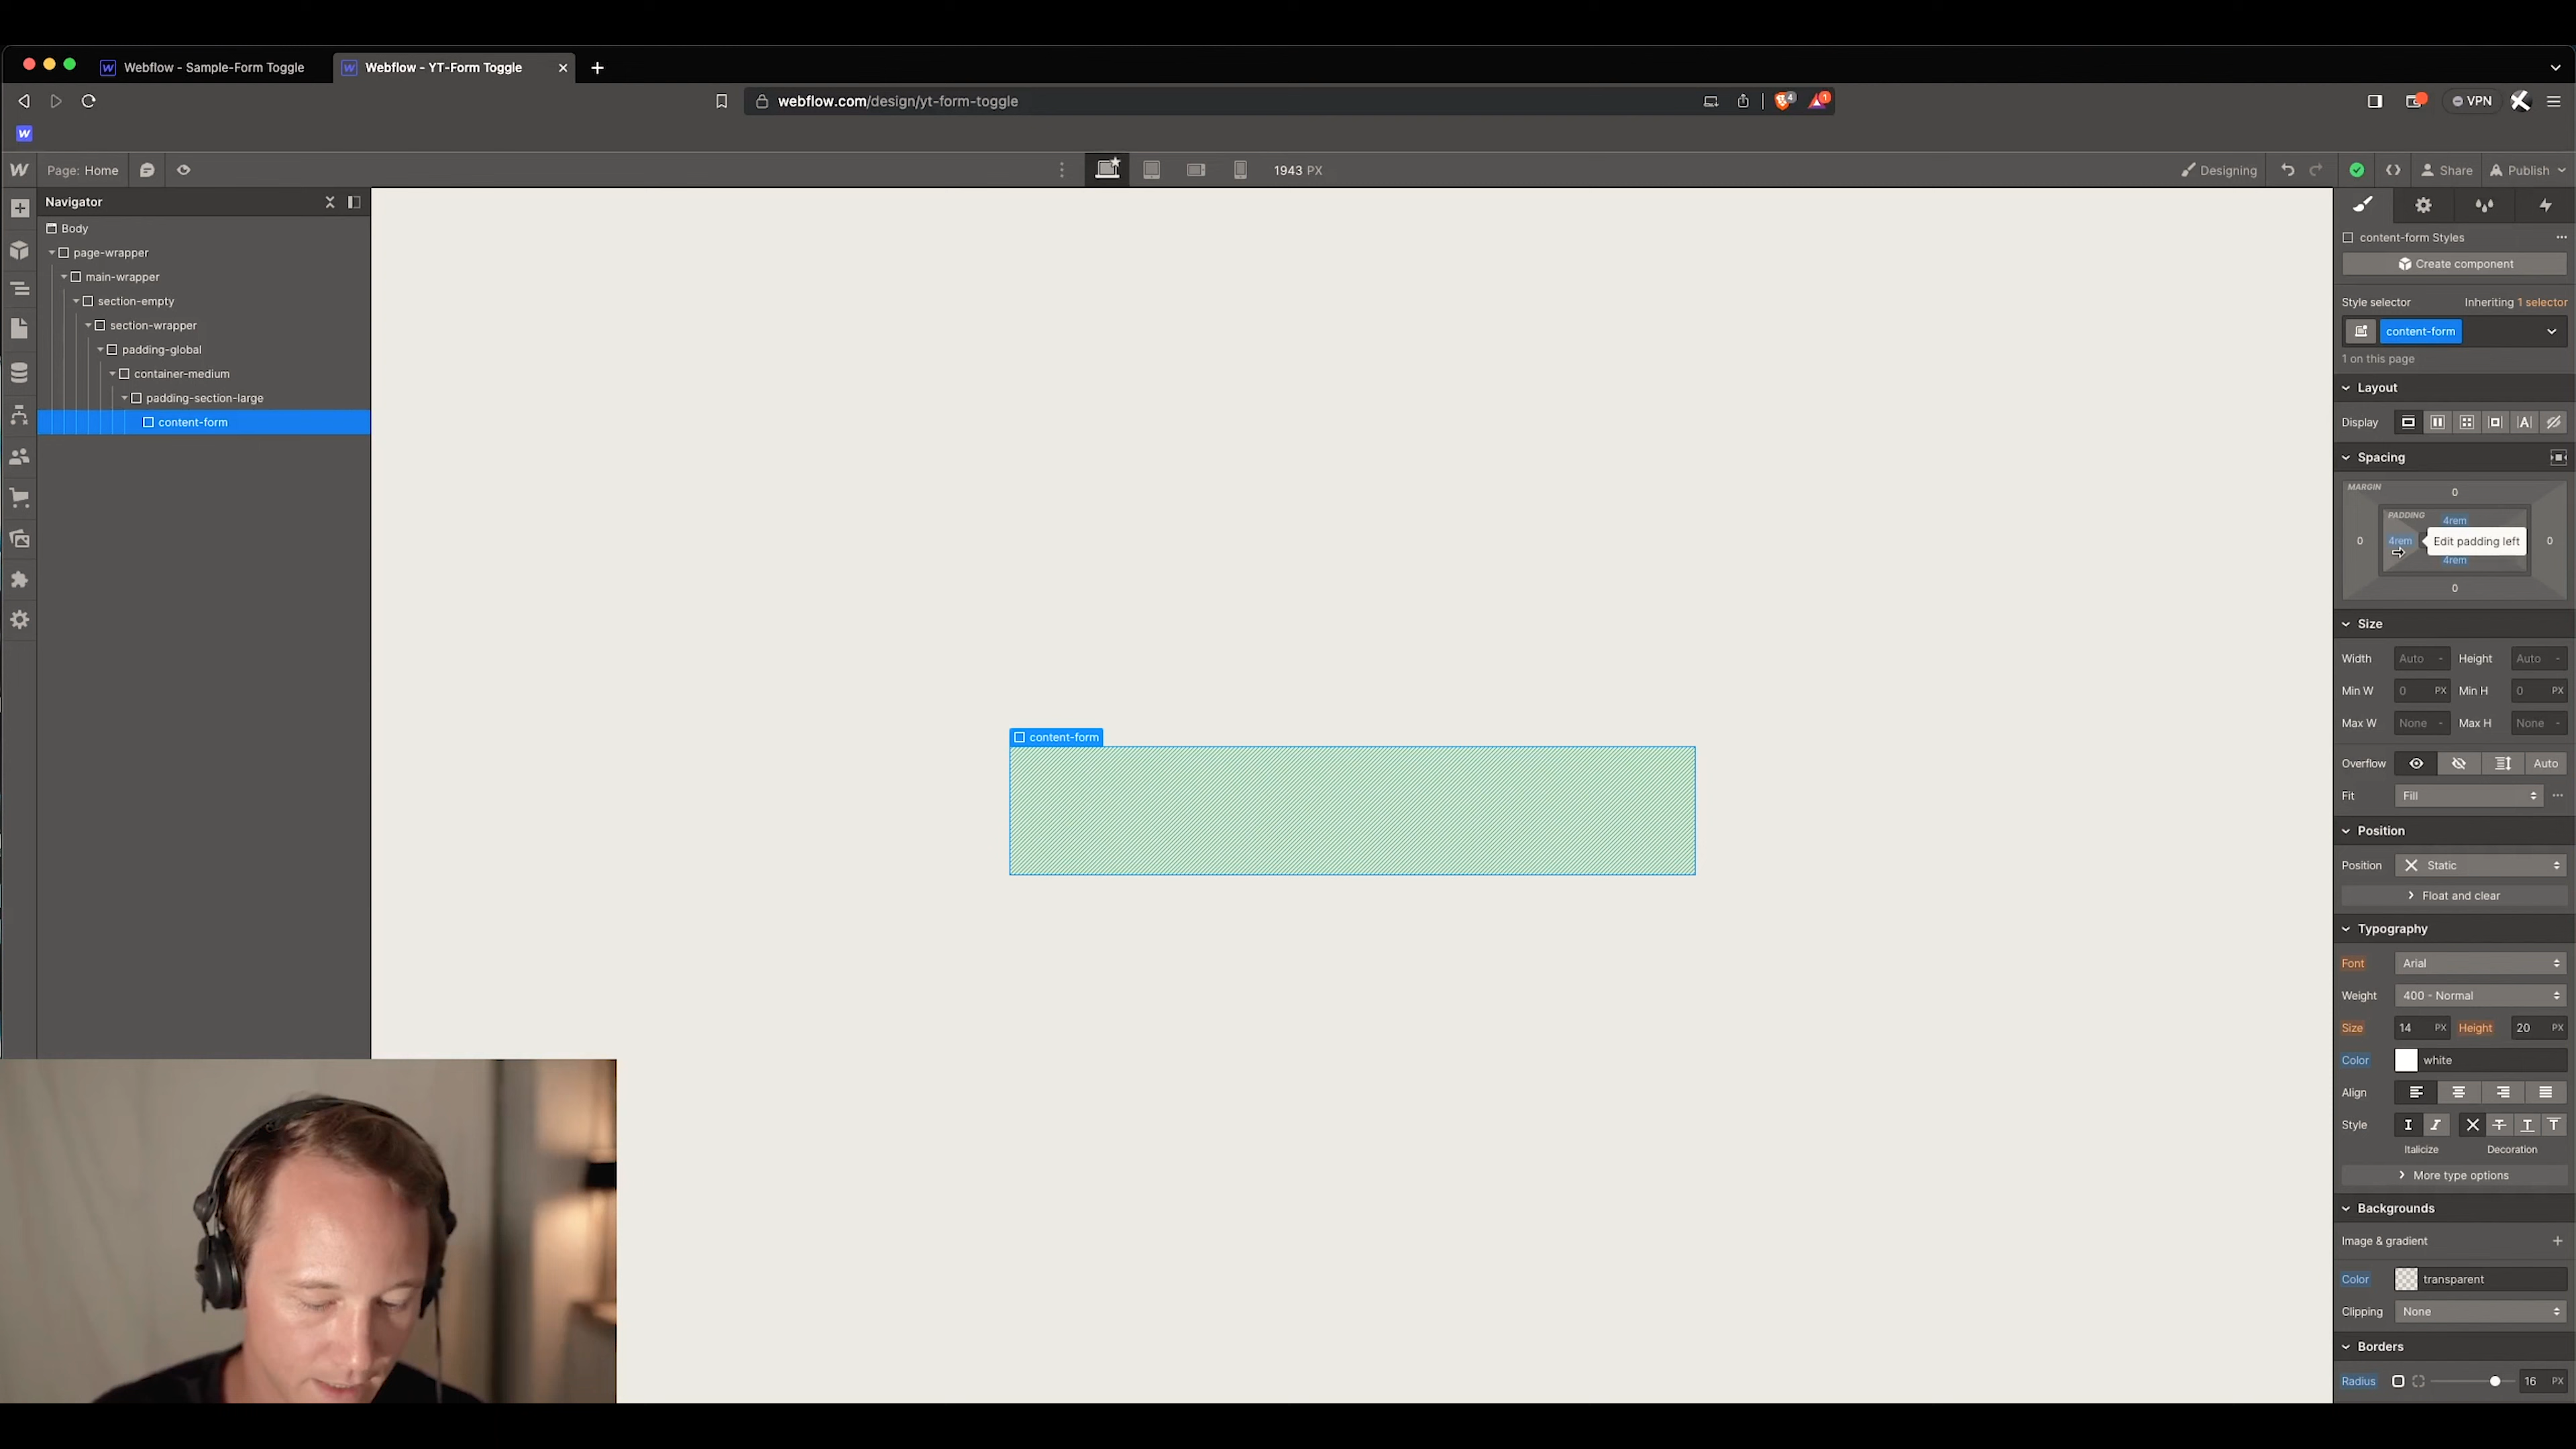 Webflow - Sample-Form Toggle
Webflow - YT-Form Toggle
webflow.com/design/yt-form-toggle
4
1
VPN
Page: Home
1943 PX
Designing
Share
Publish
Navigator
Body
page-wrapper
main-wrapper
section-empty
section-wrapper
padding-global
container-medium
padding-section-large
content-form
content-form
content-form Styles
Create component
Style selector
Inheriting 1 selector
content-form
1 on this page
Layout
Display
Spacing
MARGIN
0
PADDING
4rem
0
4rem
Edit padding left
0
4rem
0
Size
Width Auto - Height Auto -
Min W 0 PX Min H 0 PX
Max W None - Max H None -
Overflow Auto
Fit Fill
Position
Position Static
Float and clear
Typography
Font Arial
Weight 400 - Normal
Size 14 PX Height 20 PX
Color white
Align
Style
Italicize Decoration
More type options
Backgrounds
Image & gradient
Color transparent
Clipping None
Borders
Radius 16 PX